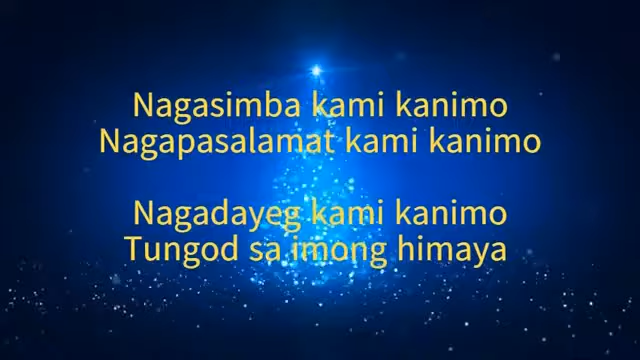 Nagasimba kami kanimo
Nagapasalamat kami kanimo
Nagadayeg kami kanimo
Tungod sa imong himaya